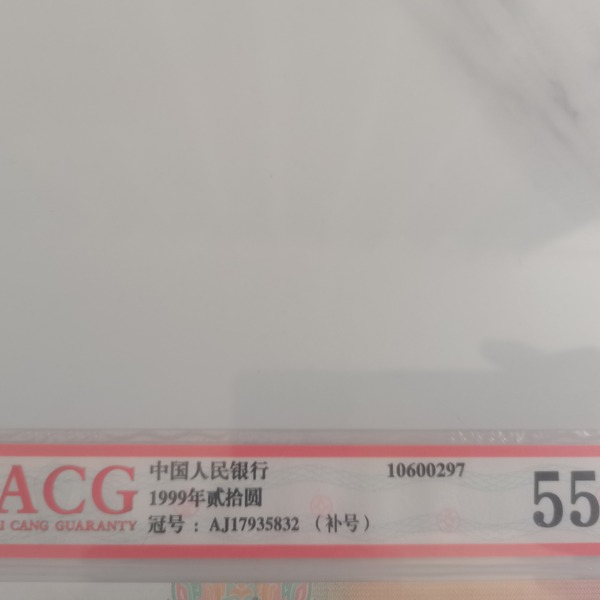 ACG
I CANG GUARANTY
中国人民银行
1999年贰拾圆
冠号：AJ17935832（补号）
10600297
55